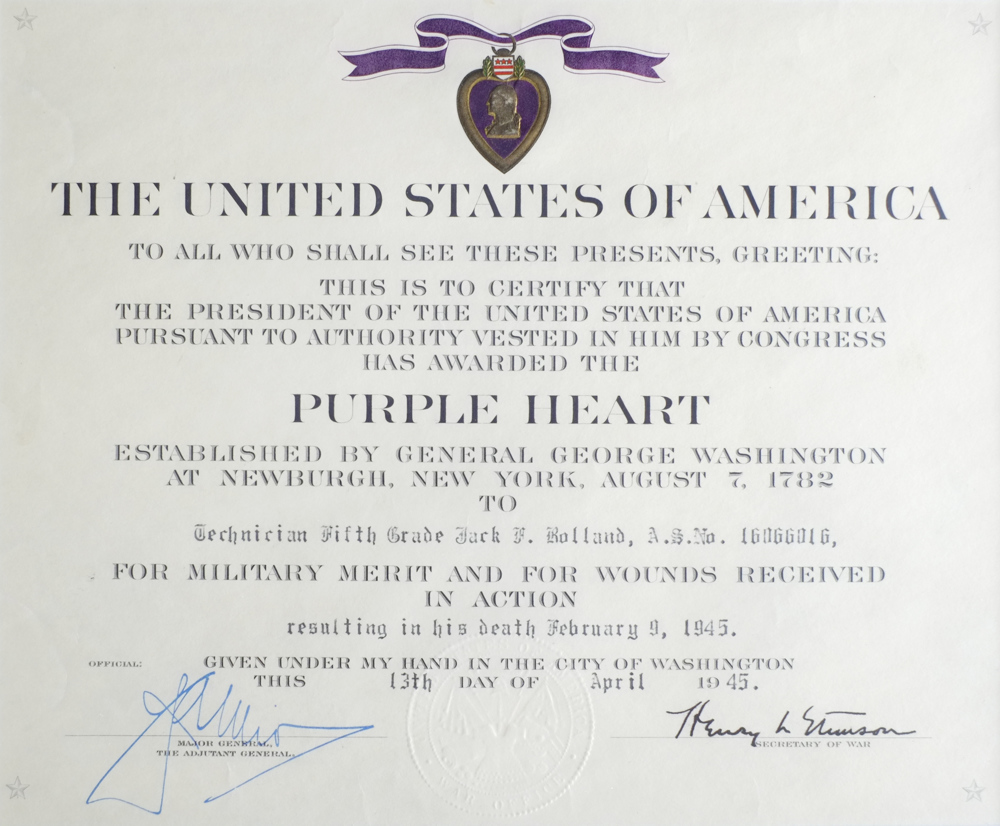 THE UNITED STATES OF AMERICA
TO ALL WHO SHALL SEE THESE PRESENTS, GREETING:
THIS IS TO CERTIFY THAT
THE PRESIDENT OF THE UNITED STATES OF AMERICA
PURSUANT TO AUTHORITY VESTED IN HIM BY CONGRESS
HAS AWARDED THE
PURPLE HEART
ESTABLISHED BY GENERAL GEORGE WASHINGTON
AT NEWBURGH, NEW YORK, AUGUST 7, 1782
TO
Technician Fifth Grade Jack F. Bolland, A.S.No. 16066016,
FOR MILITARY MERIT AND FOR WOUNDS RECEIVED
IN ACTION
resulting in his death February 9, 1945.
OFFICIAL: GIVEN UNDER MY HAND IN THE CITY OF WASHINGTON
THIS 13th DAY OF April 1945.
Henry L Stimson
MAJOR GENERAL, SECRETARY OF WAR
THE ADJUTANT GENERAL.